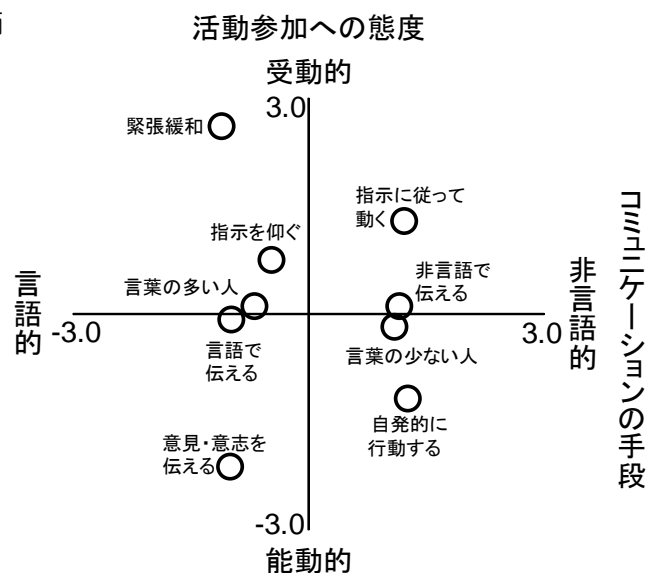 活動参加への態度
受動的
3.0
緊張緩和
指示に従って
動く
指示を仰ぐ
非言語で
伝える
言葉の多い人
言語的
-3.0
3.0
非言語的
コミュニケーションの手段
言語で
伝える
言葉の少ない人
自発的に
行動する
意見・意志を
伝える
-3.0
能動的